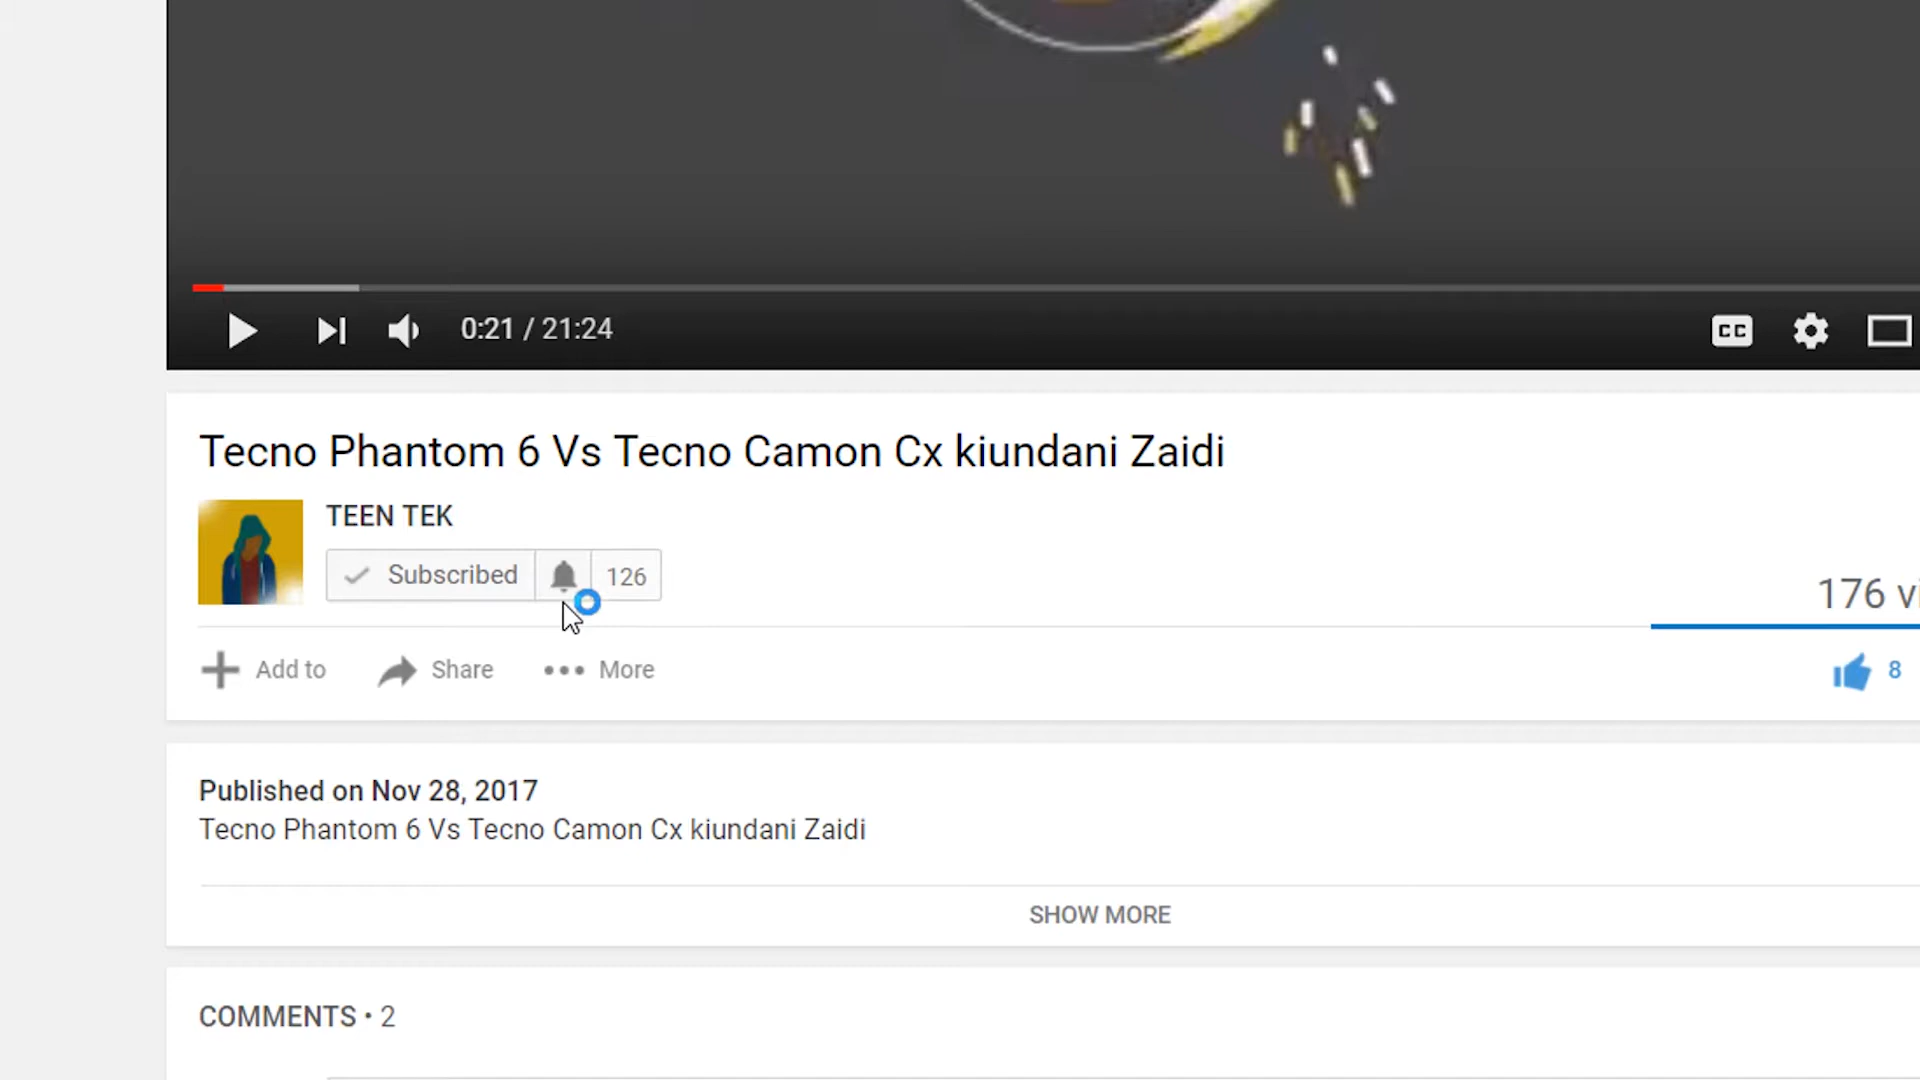 0:21 / 21:24
CC
Tecno Phantom 6 Vs Tecno Camon Cx kiundani Zaidi
TEEN TEK
Subscribed 126
176 vi
Add to Share More
8
Published on Nov 28, 2017
Tecno Phantom 6 Vs Tecno Camon Cx kiundani Zaidi
SHOW MORE
COMMENTS • 2